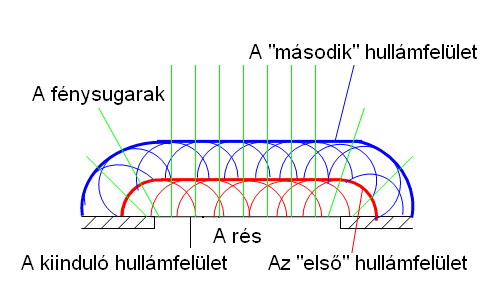 A "második" hullámfelület
A fénysugarak
A rés
A kiinduló hullámfelület
Az "első" hullámfelület